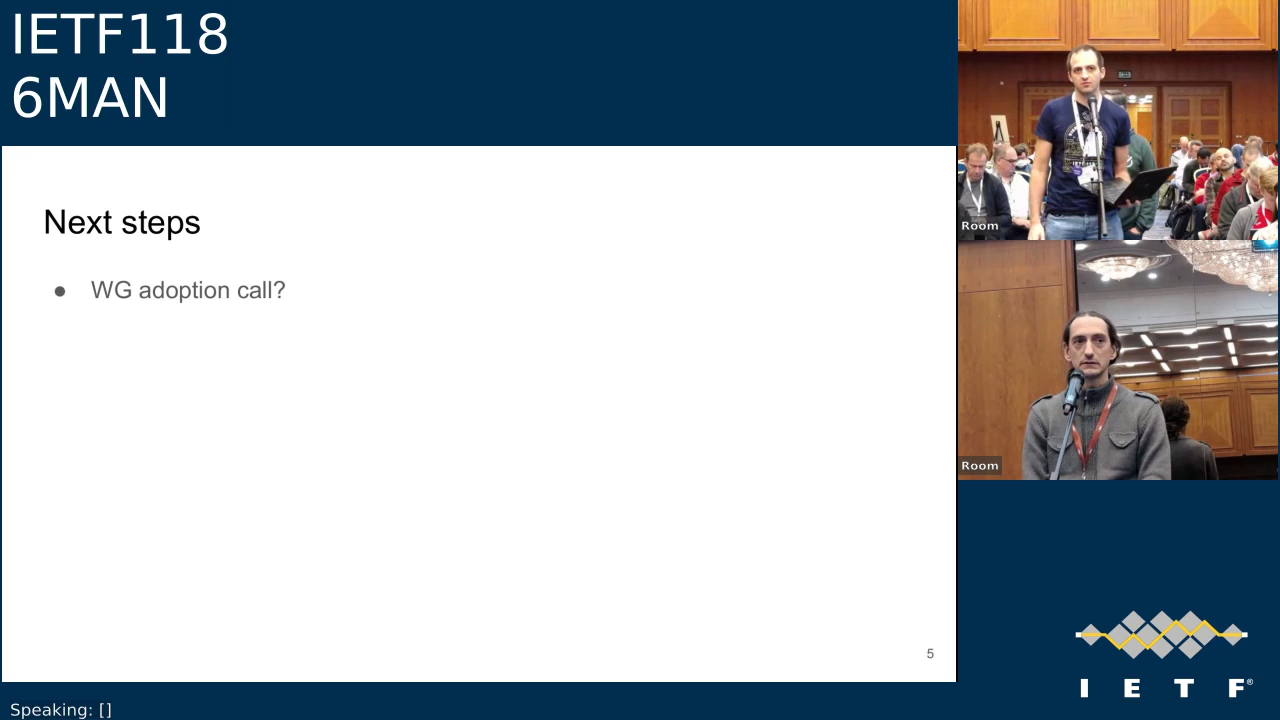 IETF118
6MAN
Next steps
● WG adoption call?
5
Room
Room
I E T F®
Speaking: []